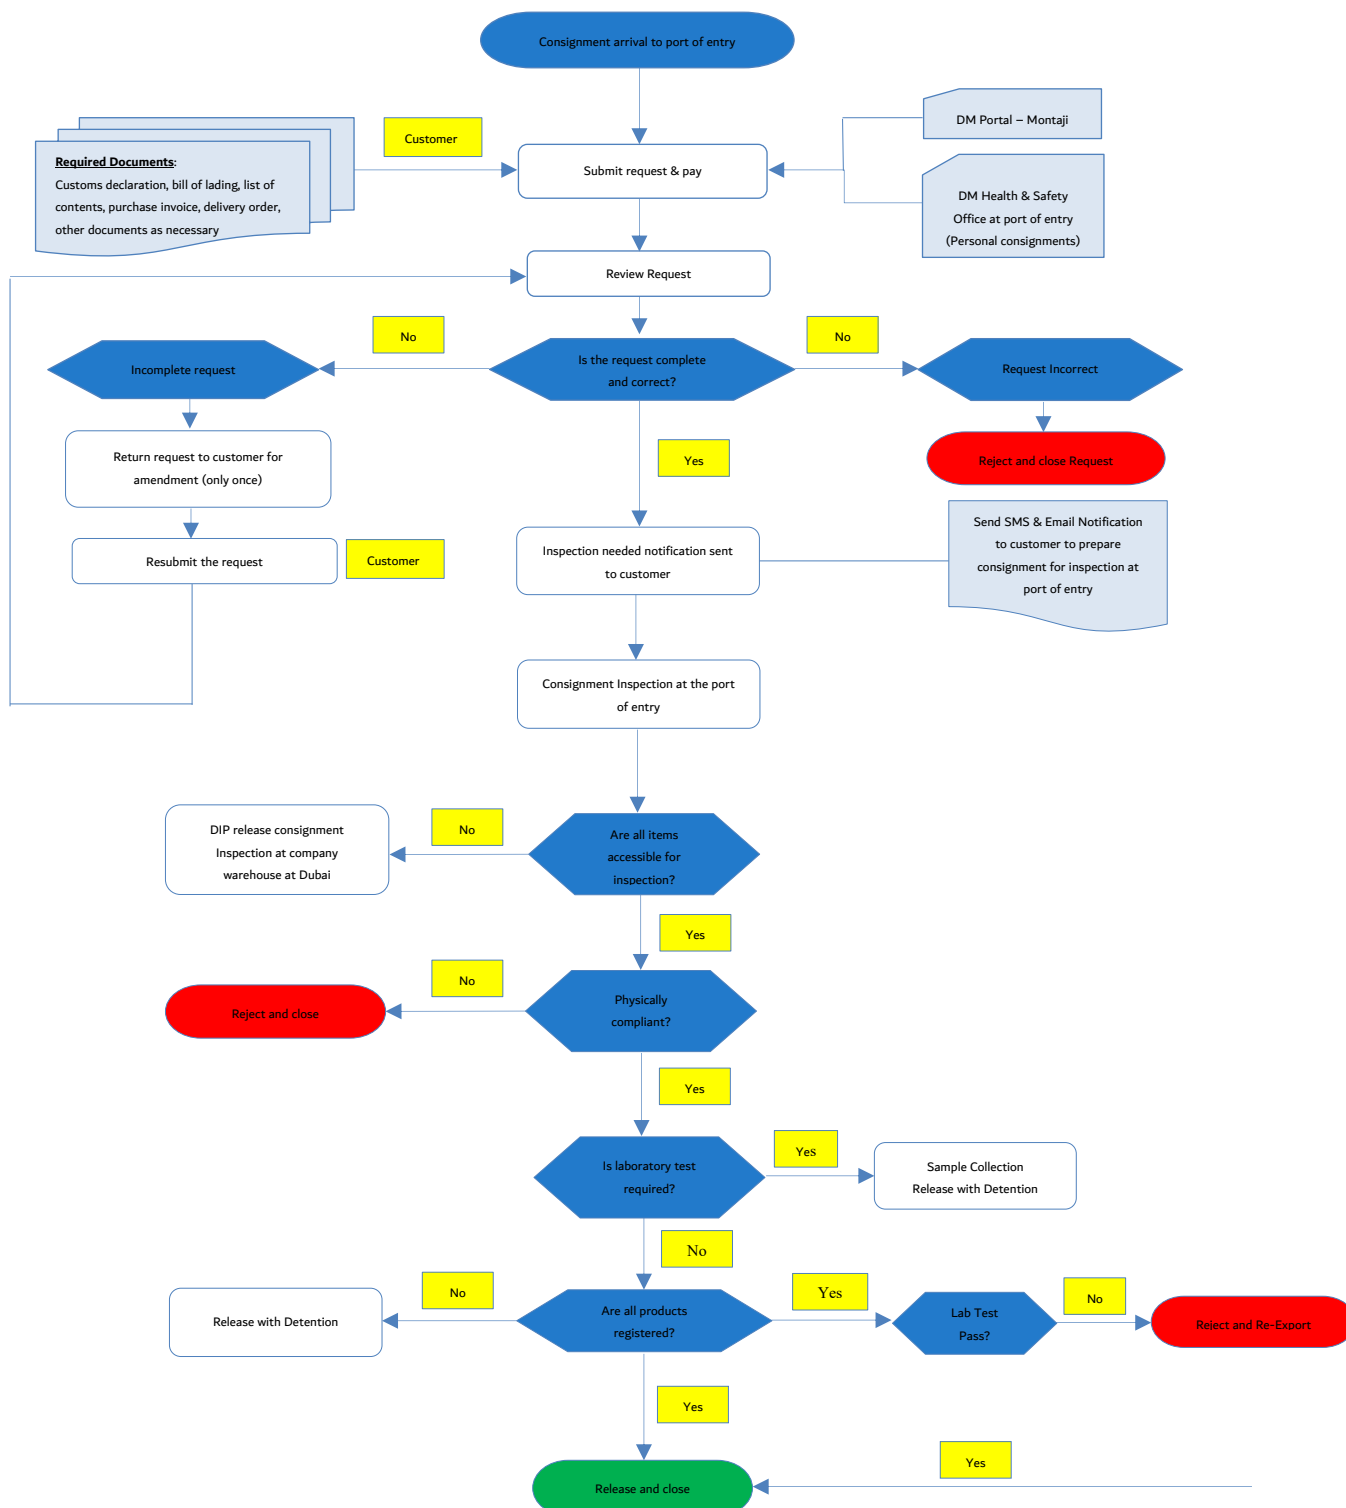 Consignment arrival to port of entry
DM Portal – Montaji
Customer
Required Documents:
Customs declaration, bill of lading, list of
contents, purchase invoice, delivery order,
other documents as necessary
Submit request & pay
DM Health & Safety
Office at port of entry
(Personal consignments)
Review Request
No
No
Incomplete request
Is the request complete
and correct?
Request Incorrect
Return request to customer for
amendment (only once)
Yes
Reject and close Request
Resubmit the request
Customer
Inspection needed notification sent
to customer
Send SMS & Email Notification
to customer to prepare
consignment for inspection at
port of entry
Consignment Inspection at the port
of entry
DIP release consignment
Inspection at company
warehouse at Dubai
No
Are all items
accessible for
inspection?
Yes
No
Reject and close
Physically
compliant?
Yes
Is laboratory test
required?
Yes
Sample Collection
Release with Detention
No
Release with Detention
No
Are all products
registered?
Yes
Lab Test
Pass?
No
Reject and Re-Export
Yes
Yes
Release and close